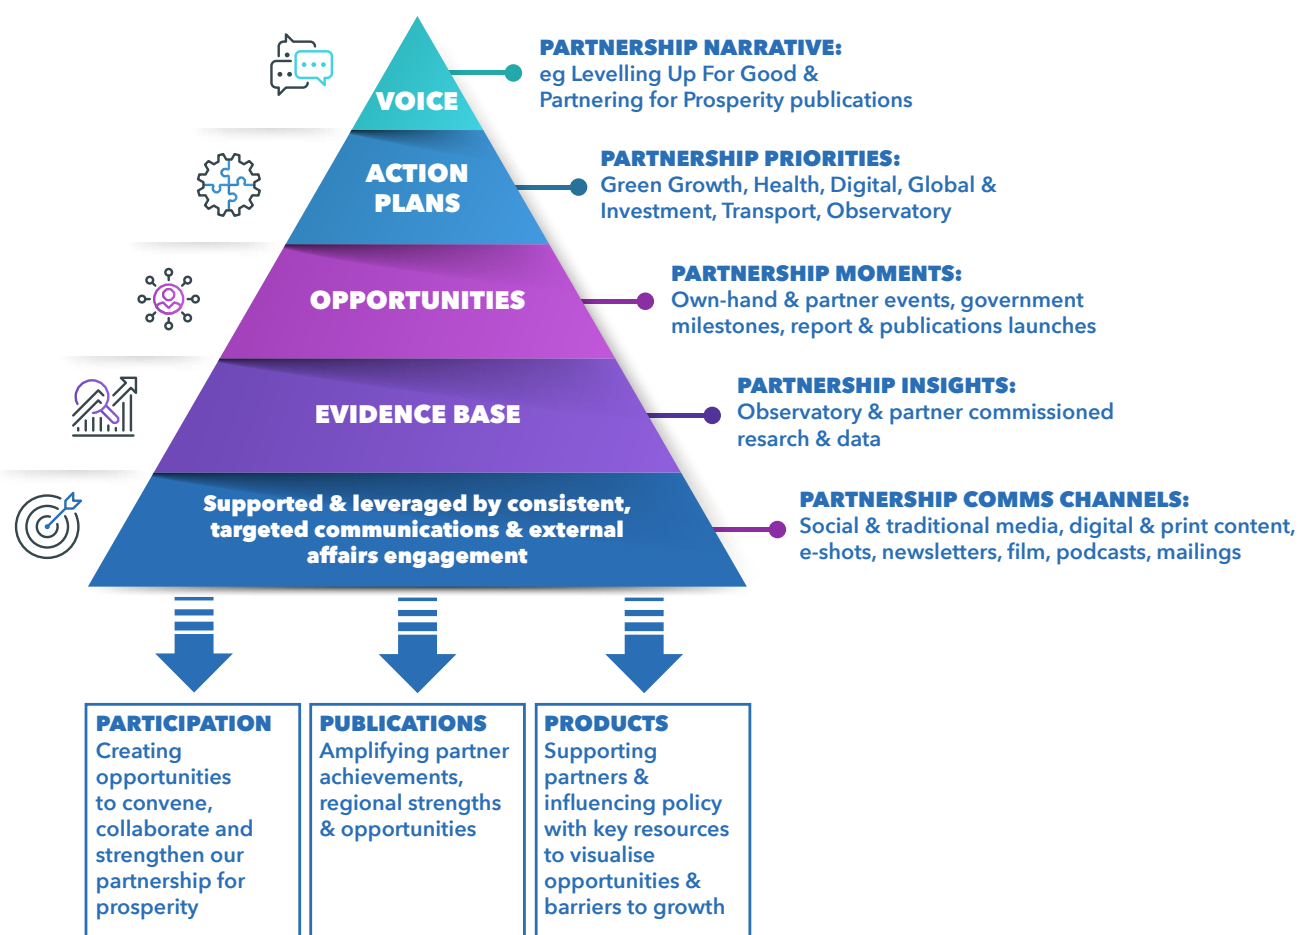 VOICE
PARTNERSHIP NARRATIVE:
eg Levelling Up For Good &
Partnering for Prosperity publications
ACTION
PLANS
PARTNERSHIP PRIORITIES:
Green Growth, Health, Digital, Global &
Investment, Transport, Observatory
OPPORTUNITIES
PARTNERSHIP MOMENTS:
Own-hand & partner events, government
milestones, report & publications launches
EVIDENCE BASE
PARTNERSHIP INSIGHTS:
Observatory & partner commissioned
resarch & data
Supported & leveraged by consistent,
targeted communications & external
affairs engagement
PARTNERSHIP COMMS CHANNELS:
Social & traditional media, digital & print content,
e-shots, newsletters, film, podcasts, mailings
PARTICIPATION
Creating
opportunities
to convene,
collaborate and
strengthen our
partnership for
prosperity
PUBLICATIONS
Amplifying partner
achievements,
regional strengths
& opportunities
PRODUCTS
Supporting
partners &
influencing policy
with key resources
to visualise
opportunities &
barriers to growth